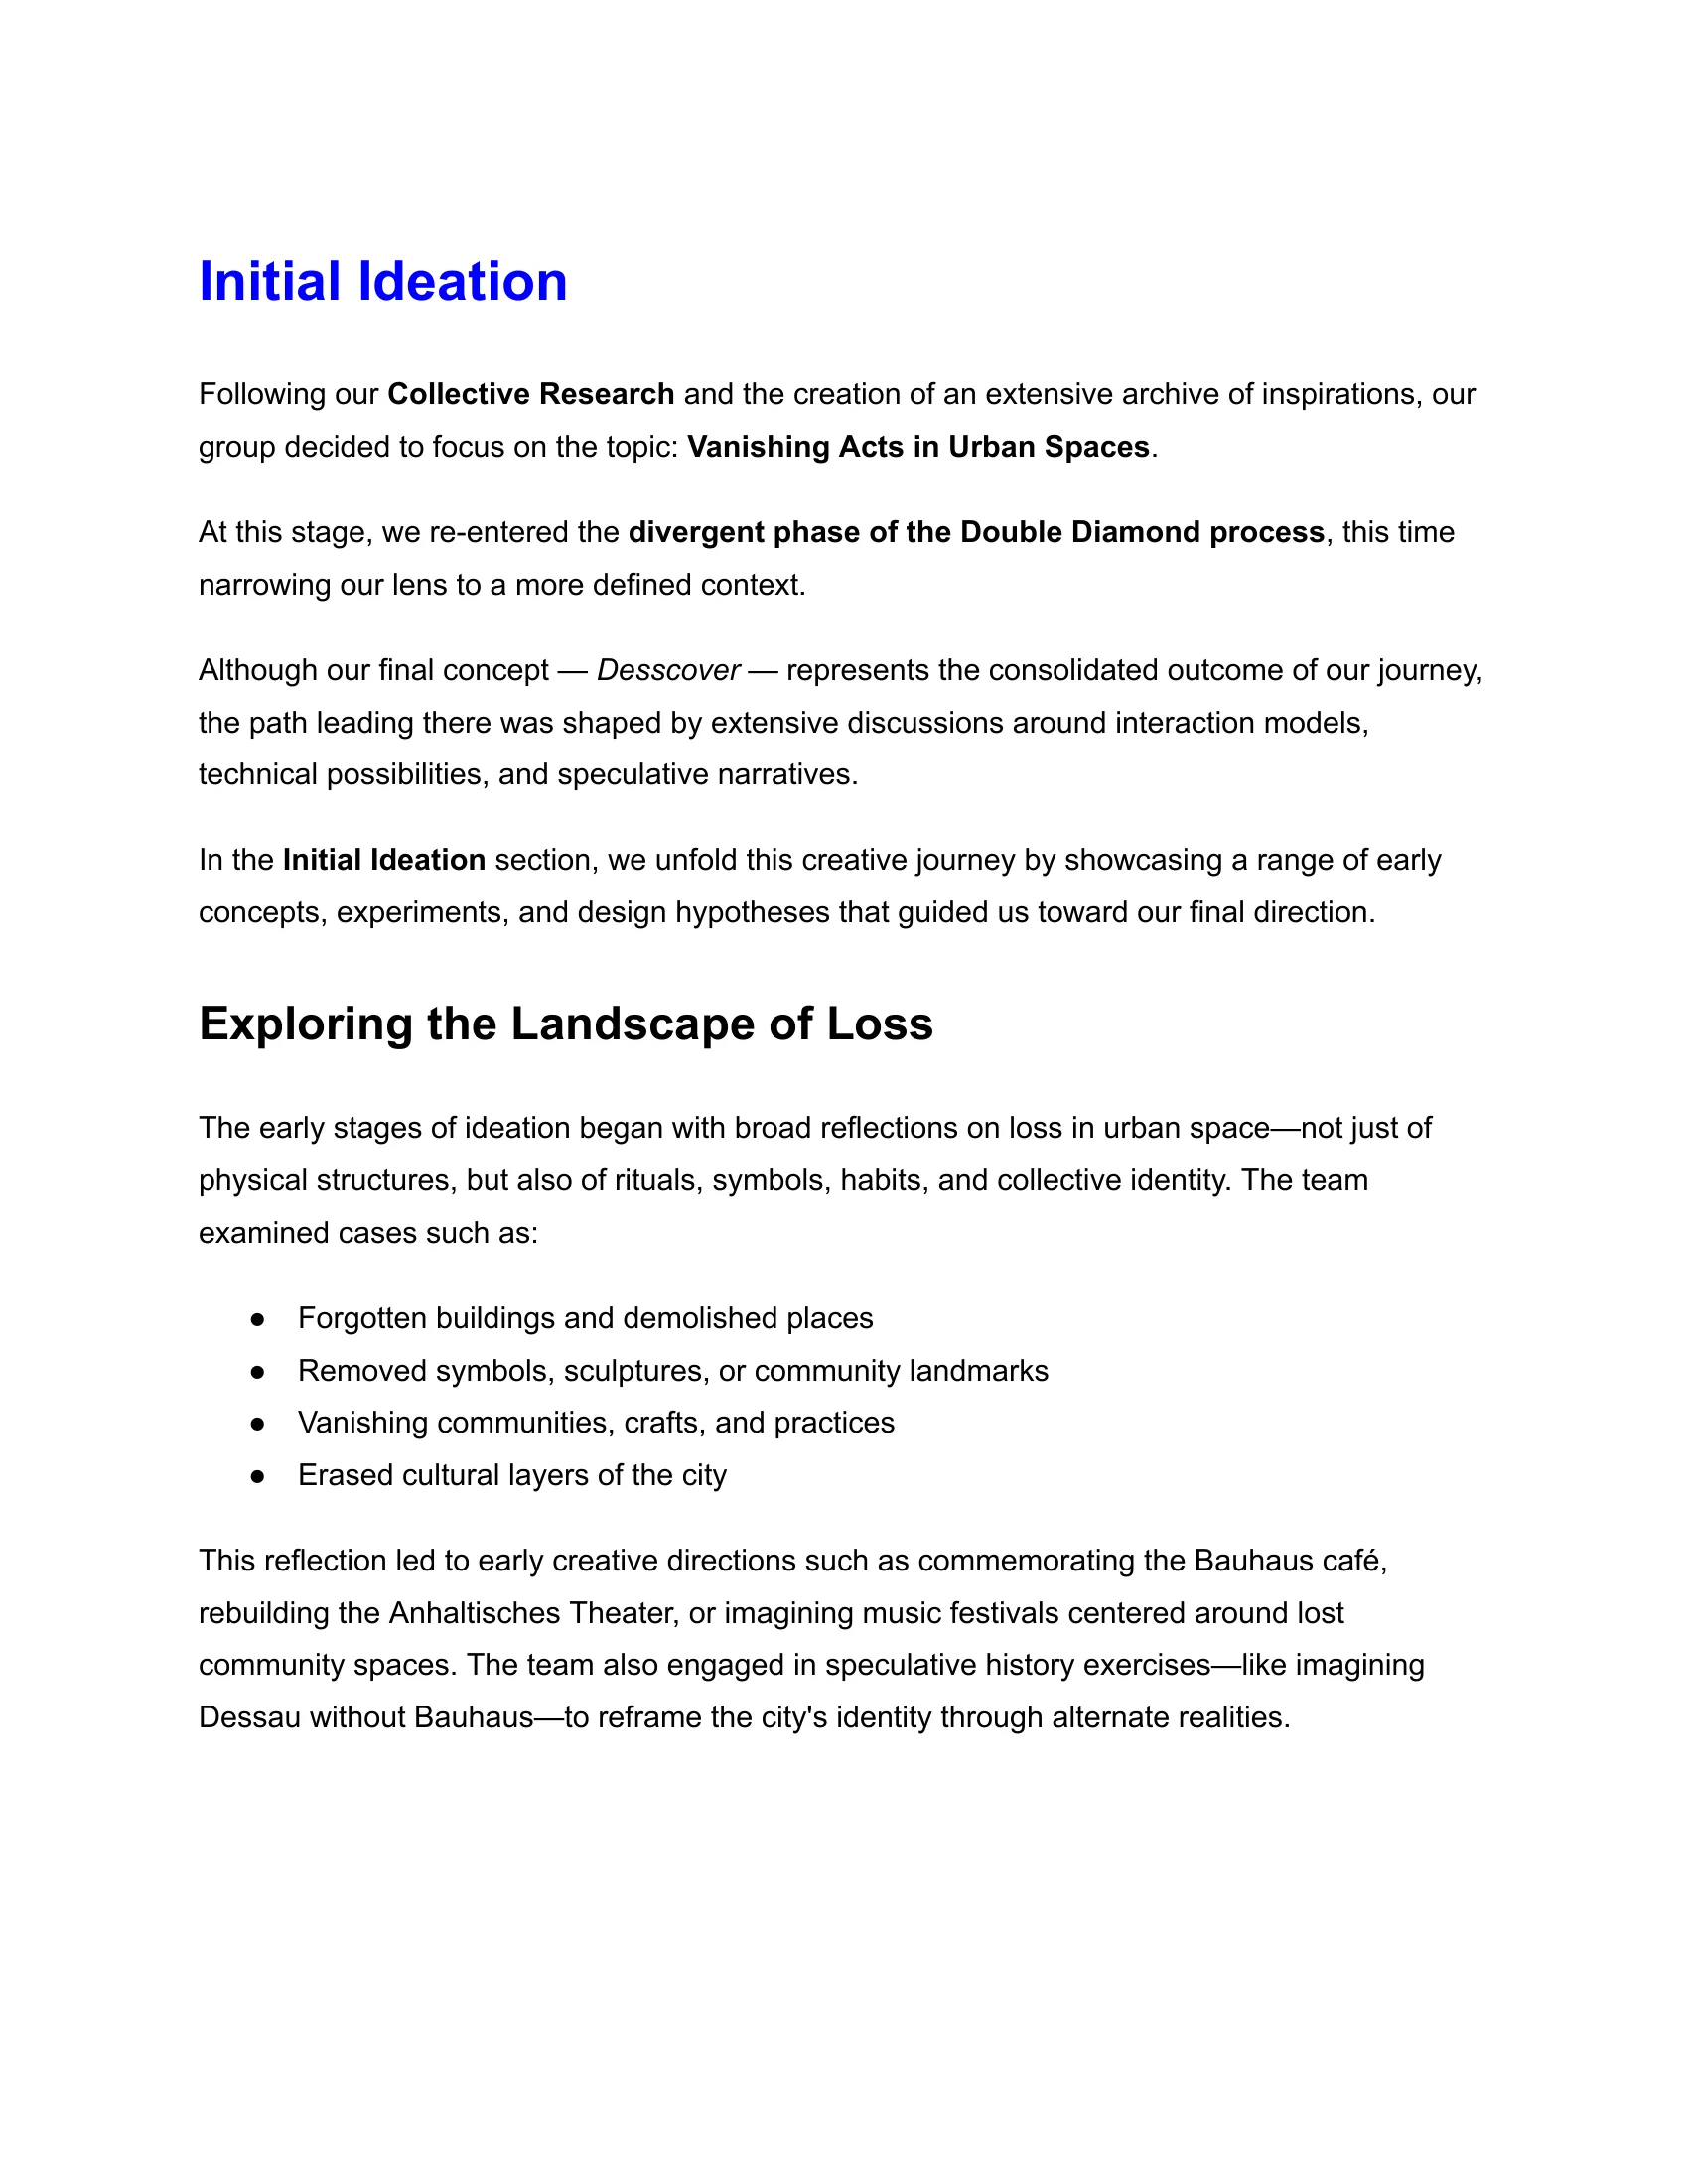 Initial Ideation
Following our Collective Research and the creation of an extensive archive of inspirations, our
group decided to focus on the topic: Vanishing Acts in Urban Spaces.
At this stage, we re-entered the divergent phase of the Double Diamond process, this time
narrowing our lens to a more defined context.
Although our final concept — Desscover — represents the consolidated outcome of our journey,
the path leading there was shaped by extensive discussions around interaction models,
technical possibilities, and speculative narratives.
In the Initial Ideation section, we unfold this creative journey by showcasing a range of early
concepts, experiments, and design hypotheses that guided us toward our final direction.
Exploring the Landscape of Loss
The early stages of ideation began with broad reflections on loss in urban space—not just of
physical structures, but also of rituals, symbols, habits, and collective identity. The team
examined cases such as:
● Forgotten buildings and demolished places
● Removed symbols, sculptures, or community landmarks
● Vanishing communities, crafts, and practices
● Erased cultural layers of the city
This reflection led to early creative directions such as commemorating the Bauhaus café,
rebuilding the Anhaltisches Theater, or imagining music festivals centered around lost
community spaces. The team also engaged in speculative history exercises—like imagining
Dessau without Bauhaus—to reframe the city's identity through alternate realities.